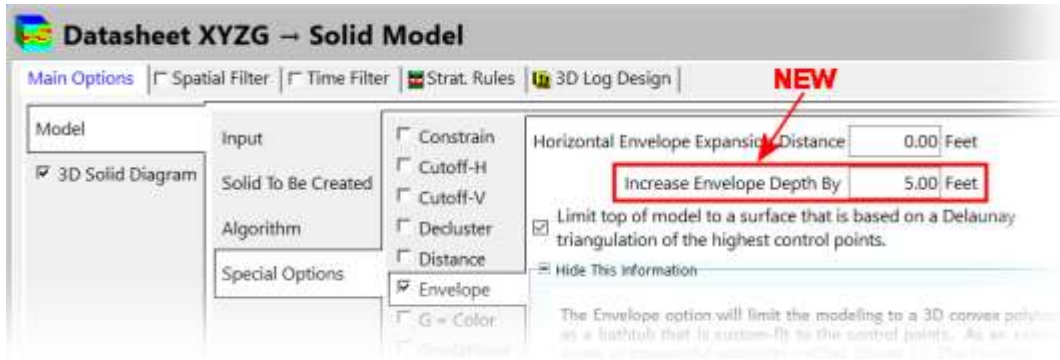 Datasheet XYZG → Solid Model
Main Options Spatial Filter Time Filter Strat. Rules 3D Log Design
NEW
Model
3D Solid Diagram
Input
Solid To Be Created
Algorithm
Special Options
Constrain
Cutoff-H
Cutoff-V
Decluster
Distance
Envelope
G = Color
Horizontal Envelope Expansion Distance 0.00 Feet
Increase Envelope Depth By 5.00 Feet
Limit top of model to a surface that is based on a Delaunay
triangulation of the highest control points.
Hide This Information
The Envelope option will limit the modeling to a 3D convex
as a bathtub that is custom-fit to the control points. As an